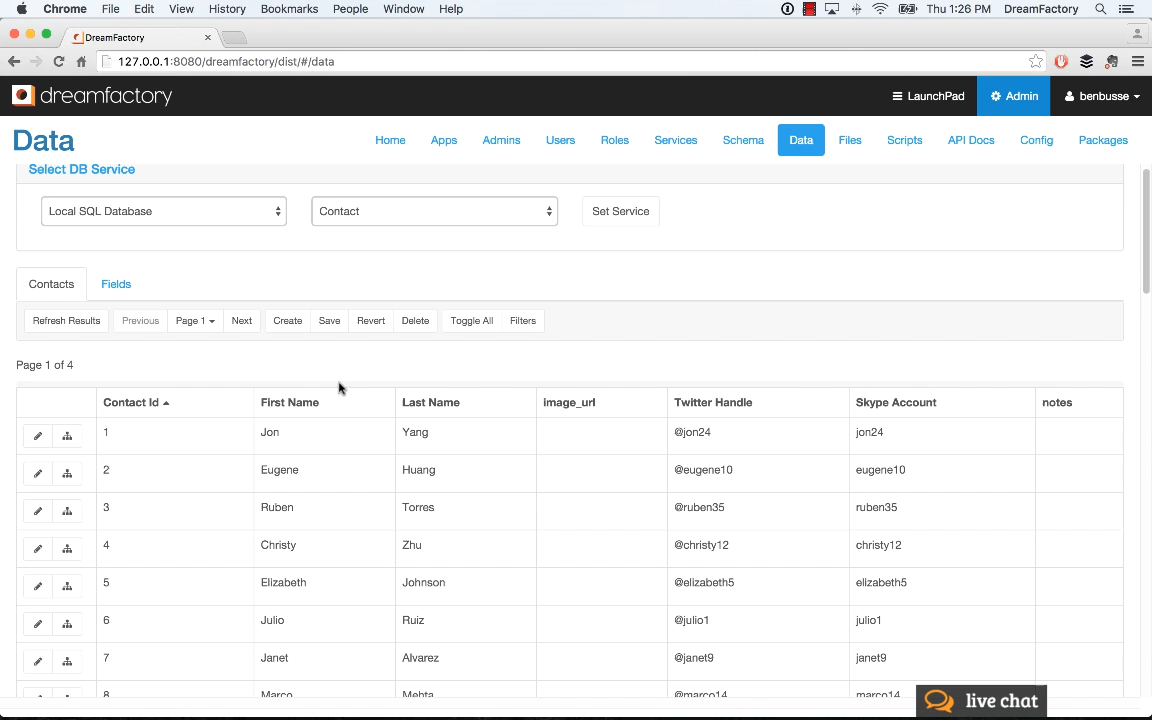 Chrome File Edit View History Bookmarks People Window Help Thu 1:26 PM DreamFactory
DreamFactory
127.0.0.1:8080/dreamfactory/dist/#/data
dreamfactory LaunchPad Admin benbusse
Data Home Apps Admins Users Roles Services Schema Data Files Scripts API Docs Config Packages
Select DB Service
Local SQL Database Contact Set Service
Contacts Fields
Refresh Results Previous Page 1 Next Create Save Revert Delete Toggle All Filters
Page 1 of 4
Contact Id First Name Last Name image_url Twitter Handle Skype Account notes
1 Jon Yang @jon24 jon24
2 Eugene Huang @eugene10 eugene10
3 Ruben Torres @ruben35 ruben35
4 Christy Zhu @christy12 christy12
5 Elizabeth Johnson @elizabeth5 elizabeth5
6 Julio Ruiz @julio1 julio1
7 Janet Alvarez @janet9 janet9
8 Marco Mehta @marco14 marco14
live chat